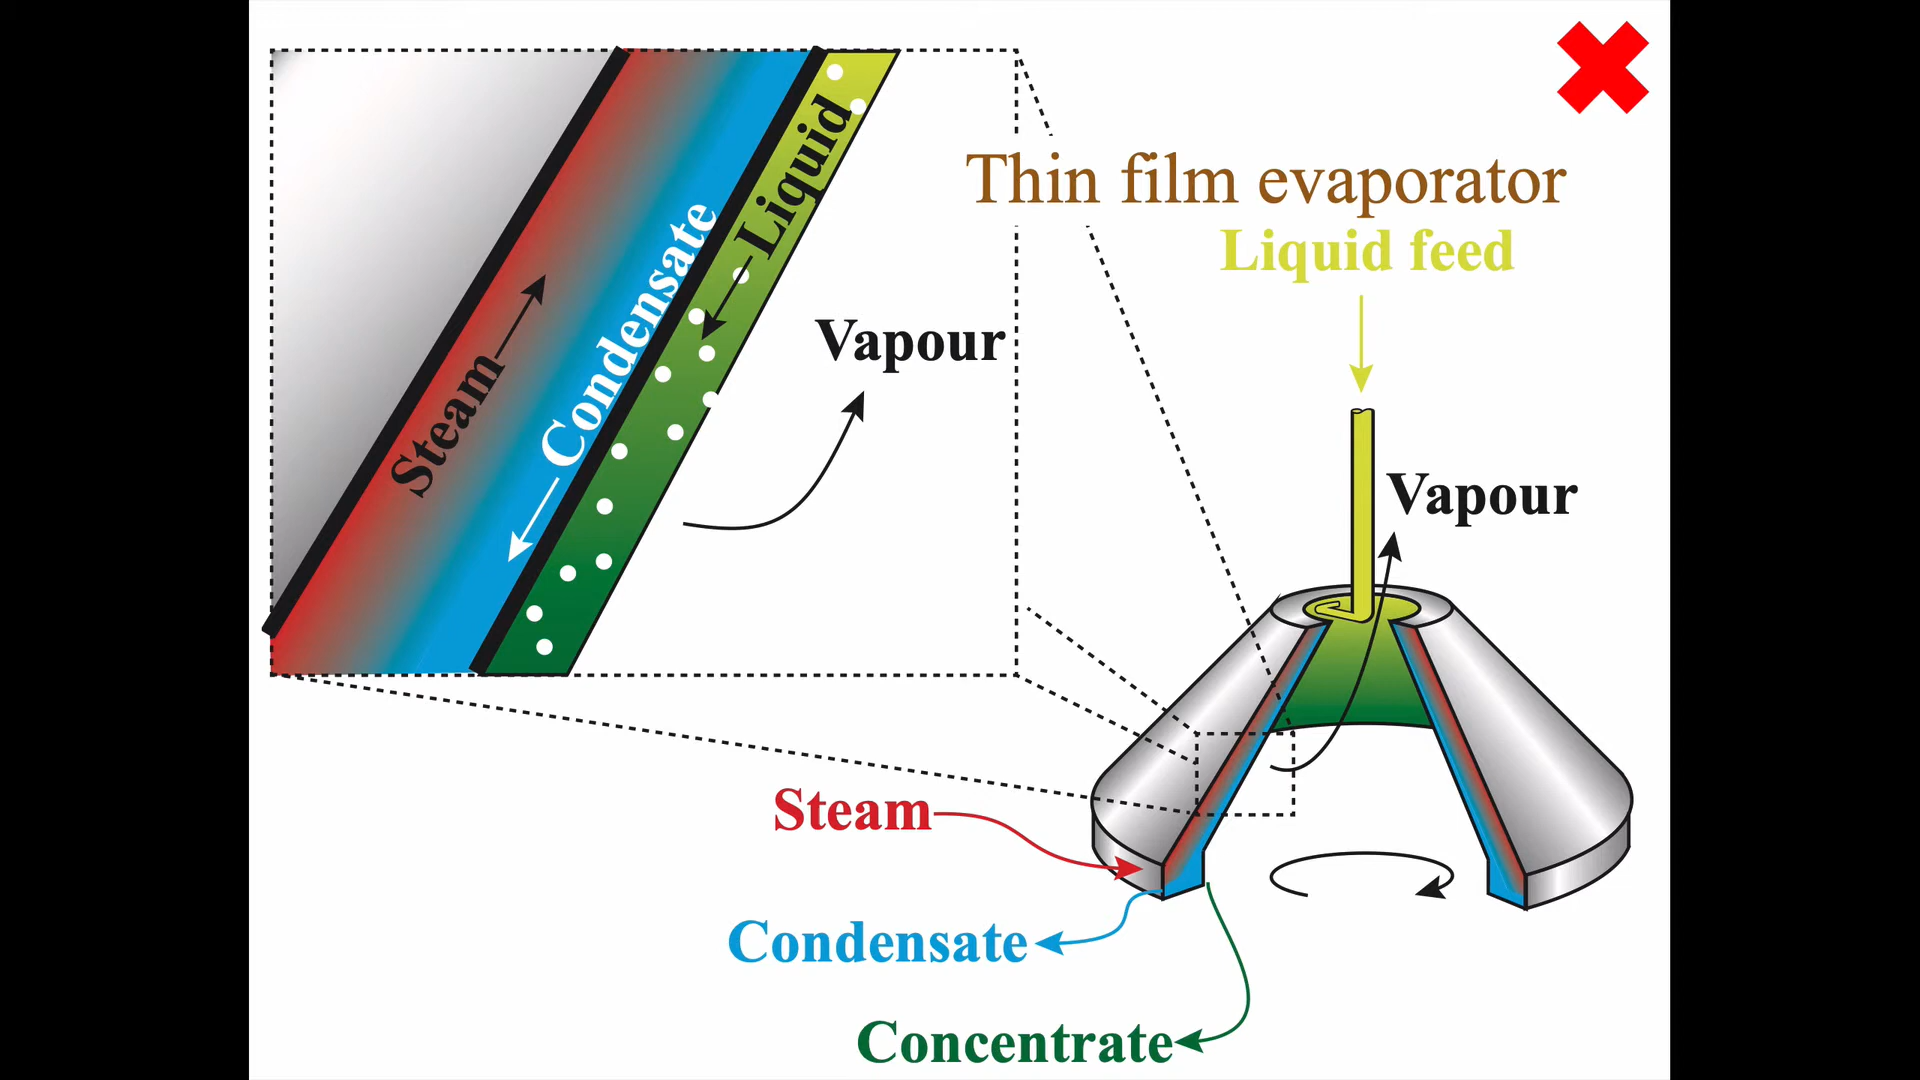 Thin film evaporator
Liquid feed
Liquid
Condensate
Steam
Vapour
Vapour
Steam
Condensate
Concentrate